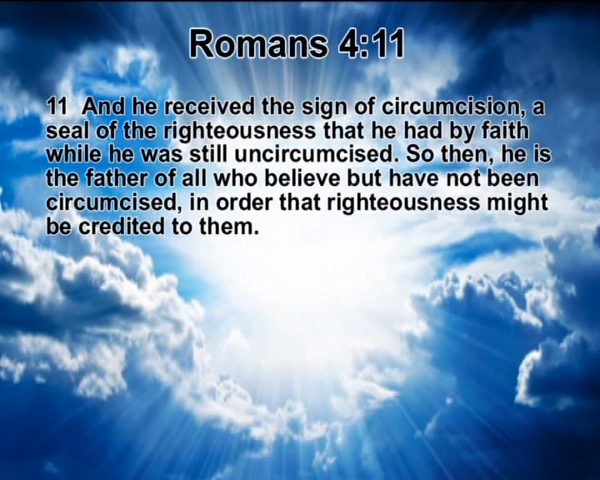 Romans 4:11
11 And he received the sign of circumcision, a
seal of the righteousness that he had by faith
while he was still uncircumcised. So then, he is
the father of all who believe but have not been
circumcised, in order that righteousness might
be credited to them.